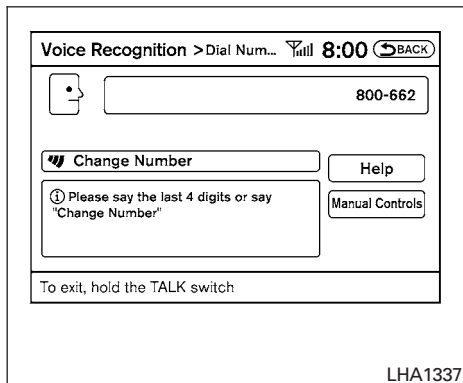 Voice Recognition > Dial Num... 8:00 BACK
800-662
Change Number
Help
ⓘ Please say the last 4 digits or say
"Change Number"
Manual Controls
To exit, hold the TALK switch
LHA1337